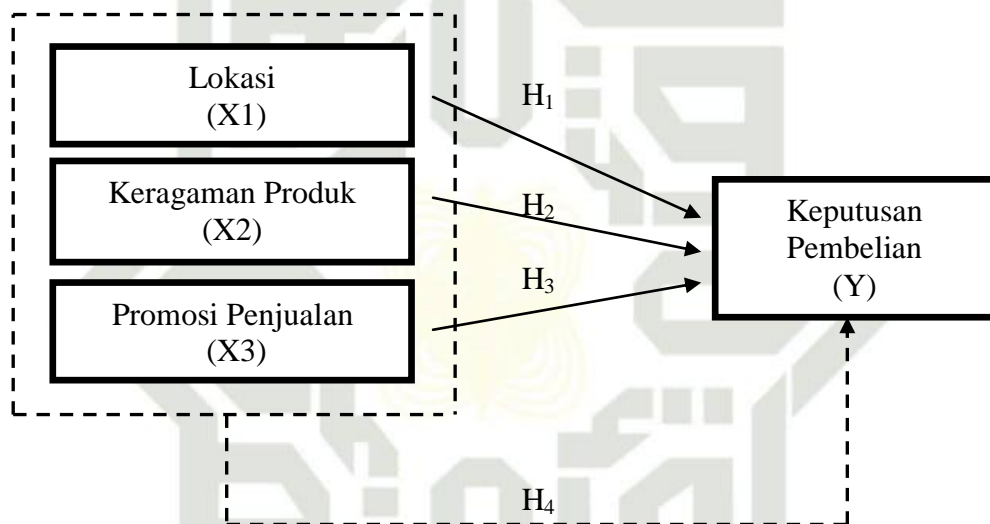 Lokasi
(X1)
H₁
Keragaman Produk
(X2)
H₂
Promosi Penjualan
(X3)
H₃
Keputusan
Pembelian
(Y)
H₄